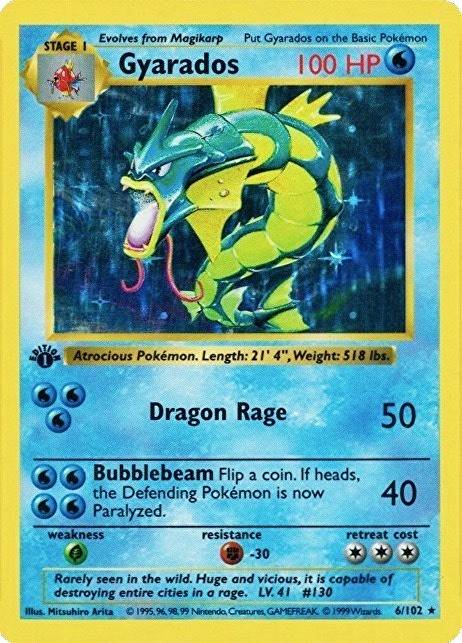 Evolves from Magikarp Put Gyarados on the Basic Pokémon
STAGE 1
Gyarados 100 HP
EDITION 1
Atrocious Pokémon. Length: 21' 4", Weight: 518 lbs.
Dragon Rage 50
Bubblebeam Flip a coin. If heads,
the Defending Pokémon is now
Paralyzed.
40
weakness resistance retreat cost
-30
Rarely seen in the wild. Huge and vicious, it is capable of
destroying entire cities in a rage. LV. 41 #130
Illus. Mitsuhiro Arita © 1995, 96, 98, 99 Nintendo, Creatures, GAMEFREAK. © 1999 Wizards. 6/102 ★